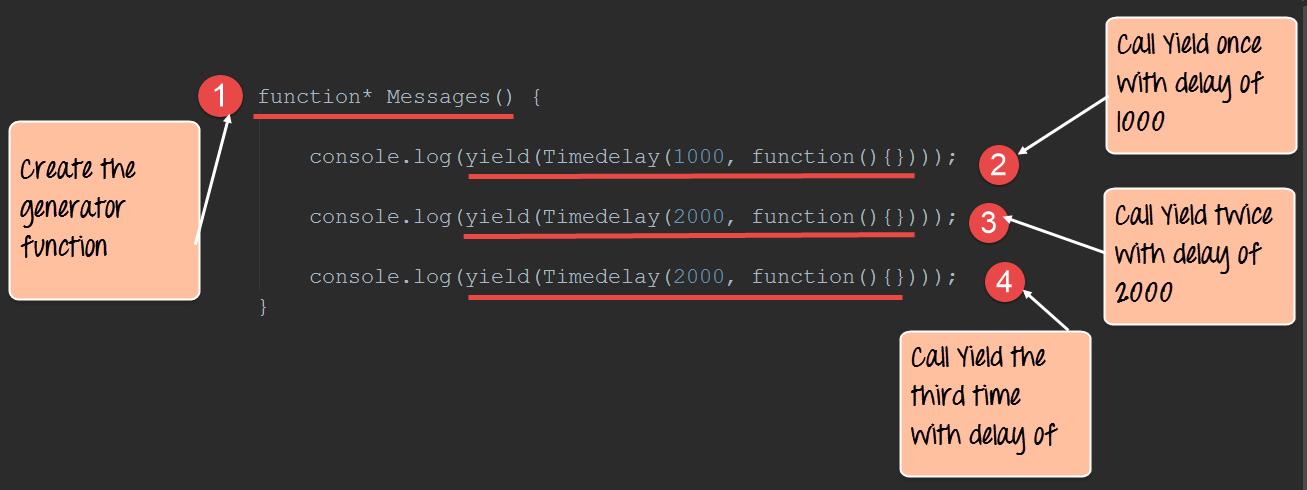 Create the
generator
function
1
function* Messages() {
console.log(yield(Timedelay(1000, function(){})));
2
console.log(yield(Timedelay(2000, function(){})));
3
console.log(yield(Timedelay(2000, function(){})));
4
}
Call Yield once
with delay of
1000
Call Yield twice
with delay of
2000
Call Yield the
third time
with delay of